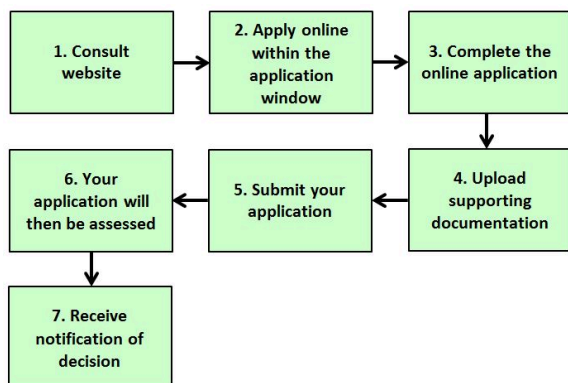 1. Consult
website
2. Apply online
within the
application
window
3. Complete the
online application
4. Upload
supporting
documentation
5. Submit your
application
6. Your
application will
then be assessed
7. Receive
notification of
decision